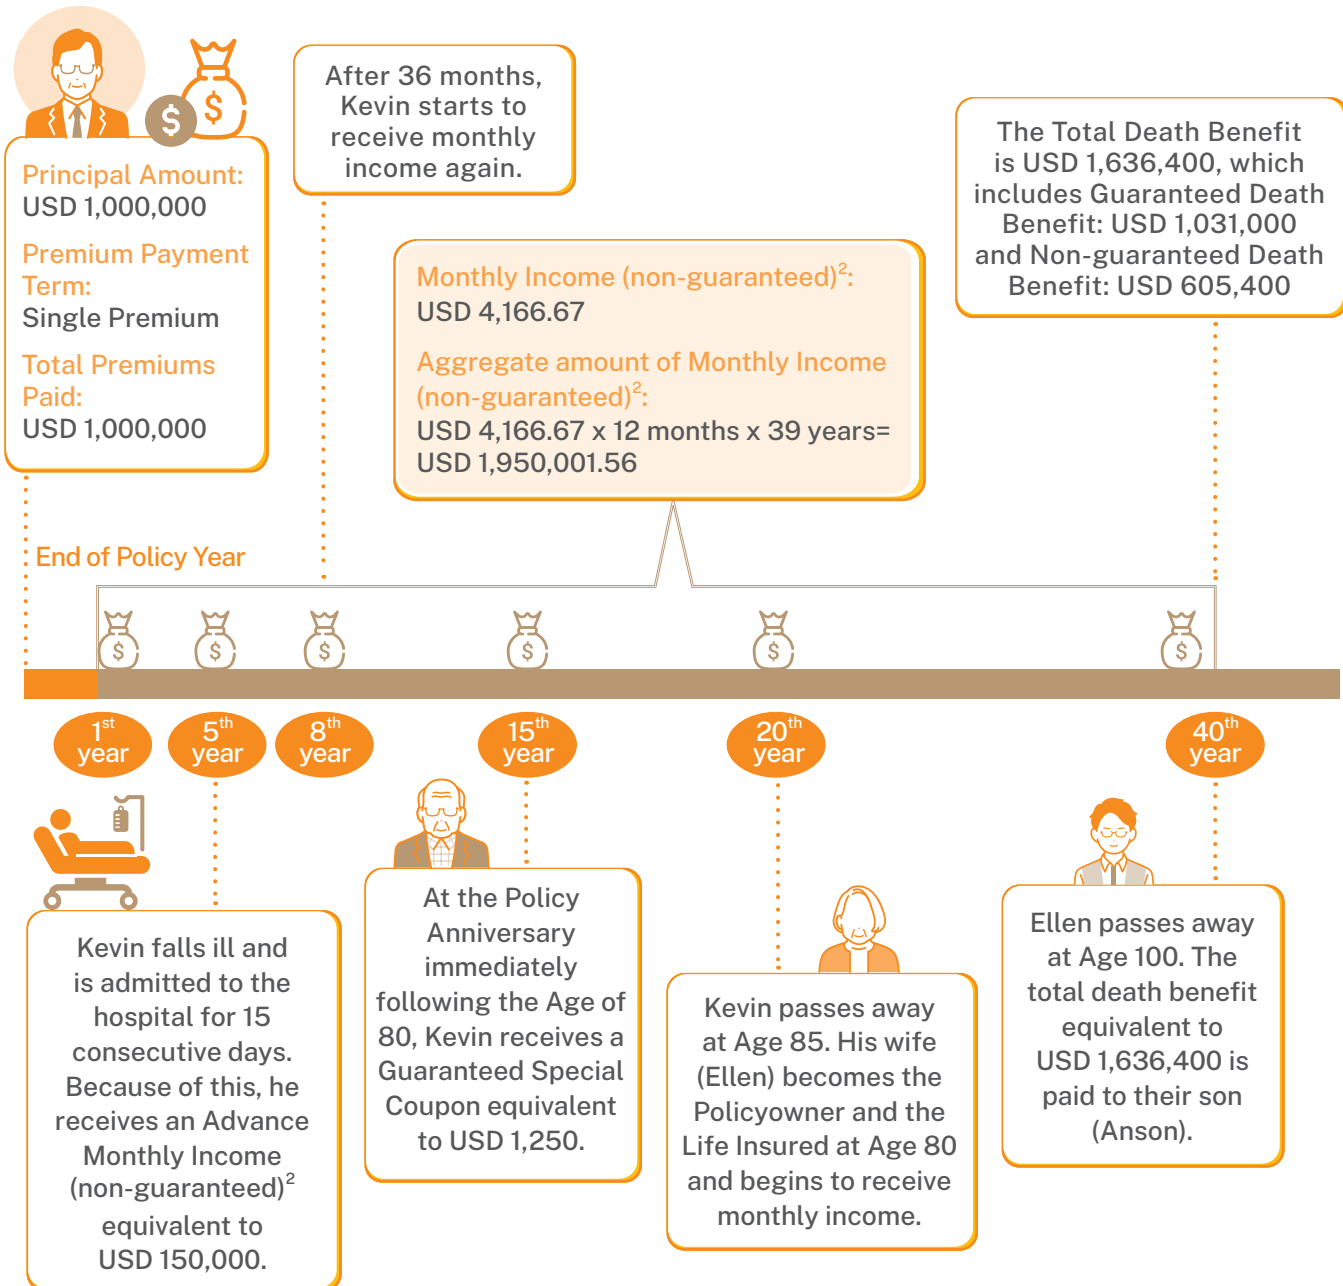 $
$
Principal Amount:
USD 1,000,000
Premium Payment
Term:
Single Premium
Total Premiums
Paid:
USD 1,000,000
After 36 months,
Kevin starts to
receive monthly
income again.
Monthly Income (non-guaranteed)²:
USD 4,166.67
Aggregate amount of Monthly Income
(non-guaranteed)²:
USD 4,166.67 x 12 months x 39 years=
USD 1,950,001.56
The Total Death Benefit
is USD 1,636,400, which
includes Guaranteed Death
Benefit: USD 1,031,000
and Non-guaranteed Death
Benefit: USD 605,400
End of Policy Year
$
$
$
$
$
$
1st
year
5th
year
8th
year
15th
year
20th
year
40th
year
Kevin falls ill and
is admitted to the
hospital for 15
consecutive days.
Because of this, he
receives an Advance
Monthly Income
(non-guaranteed)²
equivalent to
USD 150,000.
At the Policy
Anniversary
immediately
following the Age of
80, Kevin receives a
Guaranteed Special
Coupon equivalent
to USD 1,250.
Kevin passes away
at Age 85. His wife
(Ellen) becomes the
Policyowner and the
Life Insured at Age 80
and begins to receive
monthly income.
Ellen passes away
at Age 100. The
total death benefit
equivalent to
USD 1,636,400 is
paid to their son
(Anson).